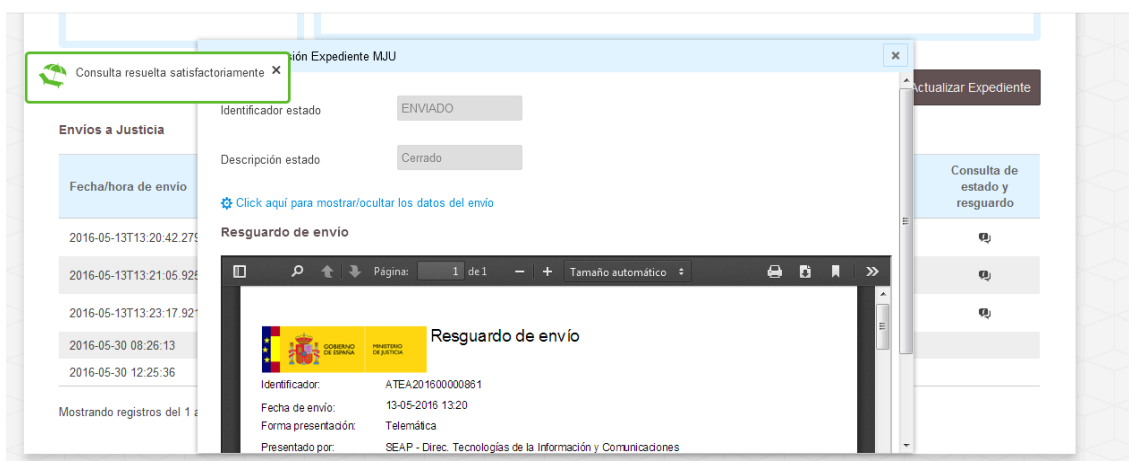 sión Expediente MJU
Consulta resuelta satisfactoriamente
Actualizar Expediente
Identificador estado
ENVIADO
Envíos a Justicia
Descripción estado
Cerrado
Fecha/hora de envío
Consulta de
estado y
resguardo
Click aquí para mostrar/ocultar los datos del envío
Resguardo de envío
2016-05-13T13:20:42.279
2016-05-13T13:21:05.925
2016-05-13T13:23:17.921
2016-05-30 08:26:13
2016-05-30 12:25:36
Mostrando registros del 1
Página: 1 de 1
Tamaño automático
GOBIERNO
DE ESPAÑA
MINISTERIO
DE JUSTICIA
Resguardo de envío
Identificador: ATEA201600000861
Fecha de envío: 13-05-2016 13:20
Forma presentación: Telemática
Presentado por: SEAP - Direc. Tecnologías de la Información y Comunicaciones